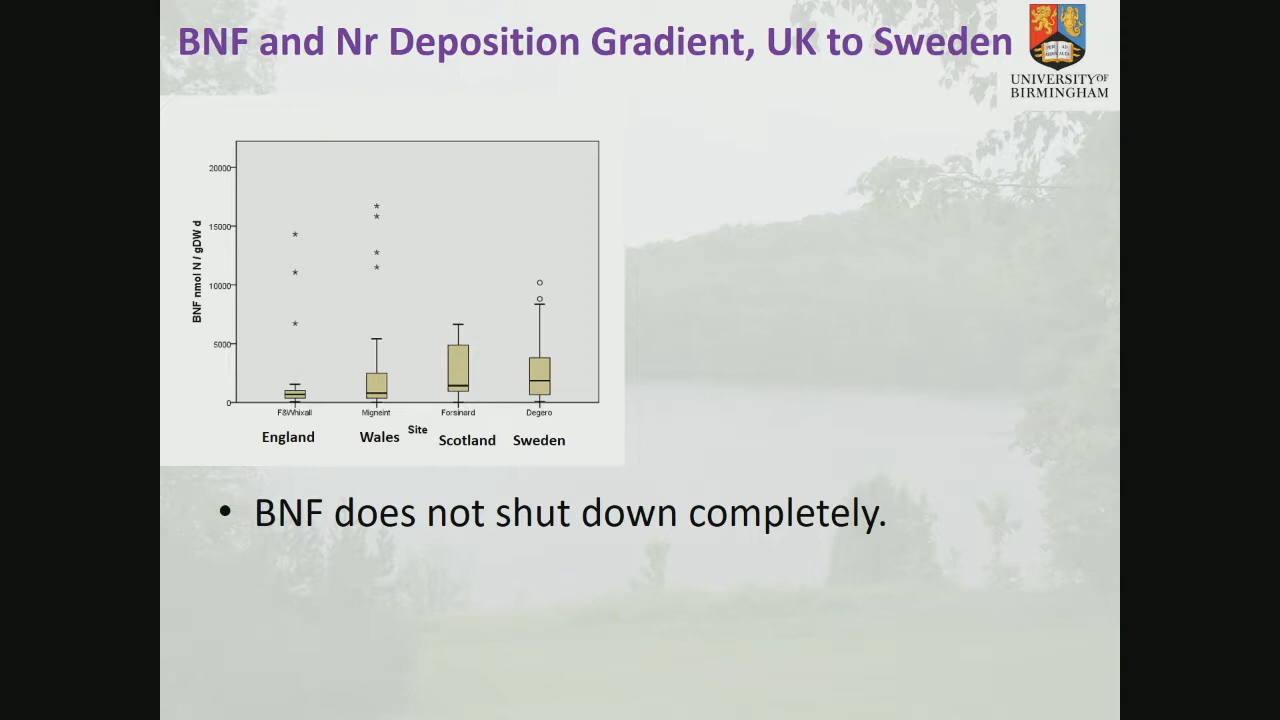 BNF and Nr Deposition Gradient, UK to Sweden
UNIVERSITY OF
BIRMINGHAM
BNF nmol N / gDW d
20000
15000
10000
5000
0
F&Whixall
Migneint
Forsinard
Degero
Site
England
Wales
Scotland
Sweden
• BNF does not shut down completely.